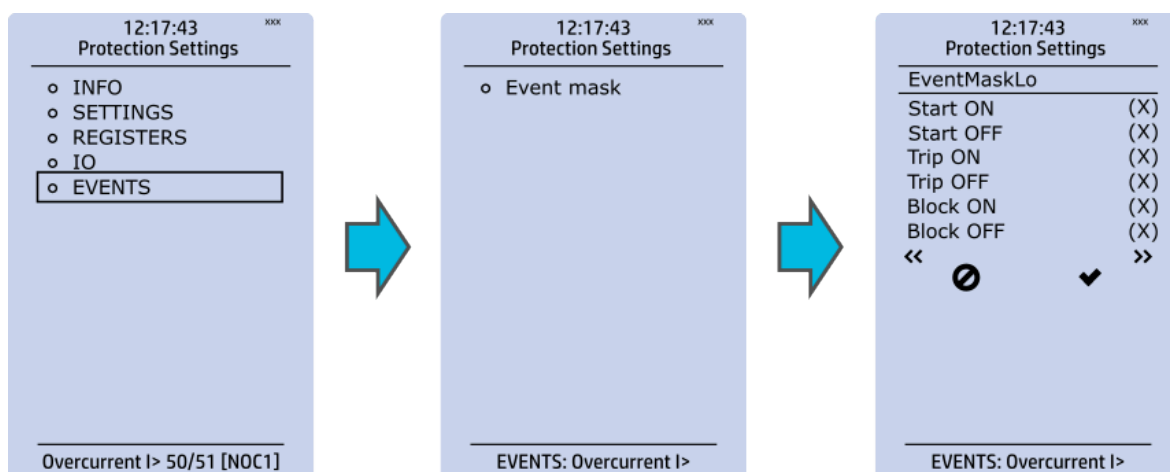 12:17:43 xxx
Protection Settings
INFO
SETTINGS
REGISTERS
IO
EVENTS
Overcurrent I> 50/51 [NOC1]
12:17:43 xxx
Protection Settings
Event mask
EVENTS: Overcurrent I>
12:17:43 xxx
Protection Settings
EventMaskLo
Start ON (X)
Start OFF (X)
Trip ON (X)
Trip OFF (X)
Block ON (X)
Block OFF (X)
<< >>
EVENTS: Overcurrent I>